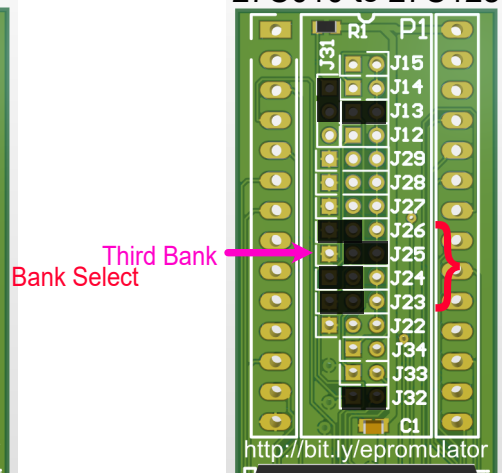 R1
P1
J31
J15
J14
J13
J12
J29
J28
J27
J26
Third Bank
J25
Bank Select
J24
J23
J22
J34
J33
J32
C1
http://bit.ly/epromulator